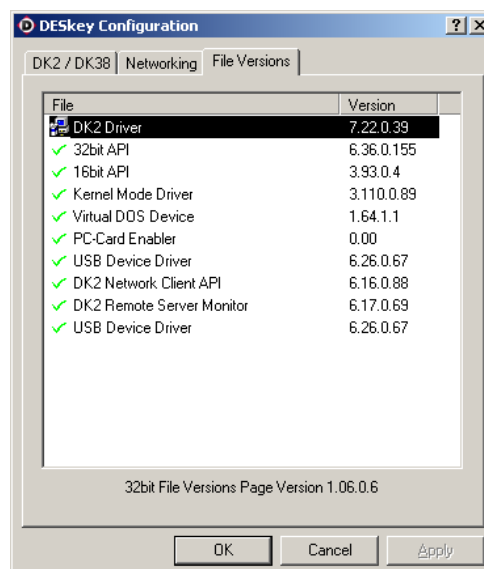 DESkey Configuration
DK2 / DK38 Networking File Versions
File Version
DK2 Driver 7.22.0.39
32bit API 6.36.0.155
16bit API 3.93.0.4
Kernel Mode Driver 3.110.0.89
Virtual DOS Device 1.64.1.1
PC-Card Enabler 0.00
USB Device Driver 6.26.0.67
DK2 Network Client API 6.16.0.88
DK2 Remote Server Monitor 6.17.0.69
USB Device Driver 6.26.0.67
32bit File Versions Page Version 1.06.0.6
OK Cancel Apply